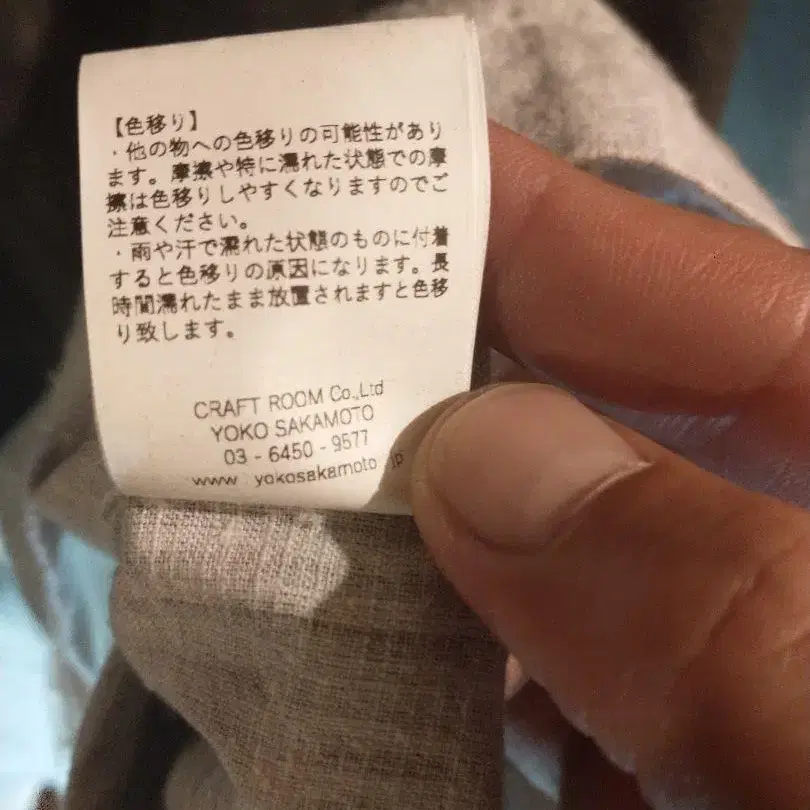 【色移り】
・他の物への色移りの可能性があり
ます。摩擦や特に濡れた状態での摩
擦は色移りしやすくなりますのでご
注意ください。
・雨や汗で濡れた状態のものに付着
すると色移りの原因になります。長
時間濡れたまま放置されますと色移
り致します。
CRAFT ROOM Co.,Ltd
YOKO SAKAMOTO
03 - 6450 - 9577
www yokosakamoto jp